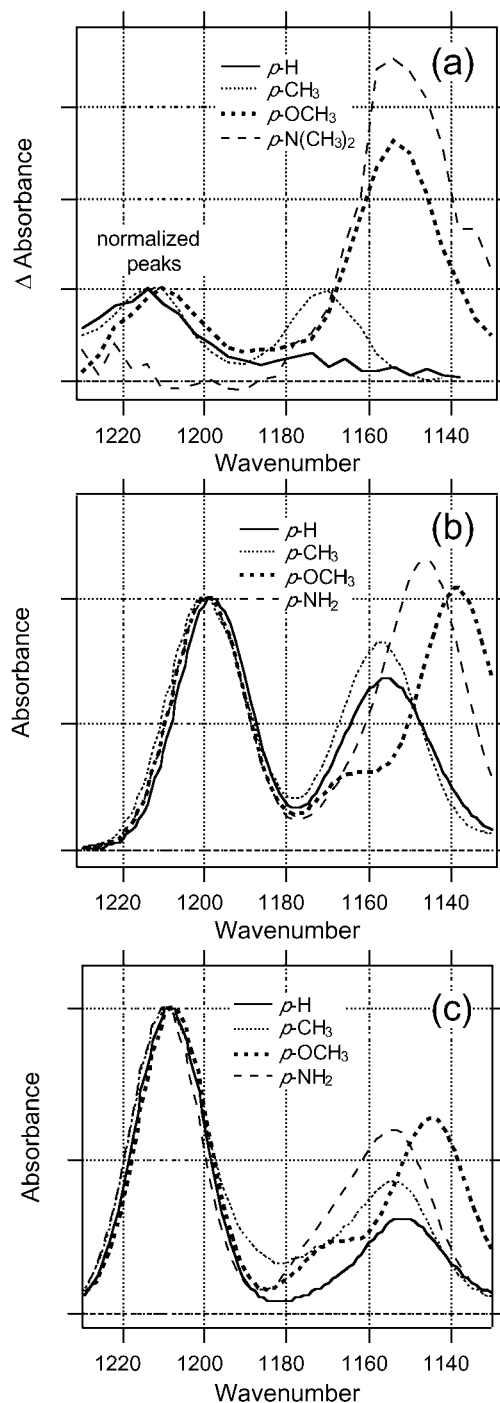 (a)
p-H
p-CH₃
p-OCH₃
p-N(CH₃)₂
normalized
peaks
Δ Absorbance
1220 1200 1180 1160 1140
Wavenumber
(b)
p-H
p-CH₃
p-OCH₃
p-NH₂
Absorbance
1220 1200 1180 1160 1140
Wavenumber
(c)
p-H
p-CH₃
p-OCH₃
p-NH₂
Absorbance
1220 1200 1180 1160 1140
Wavenumber